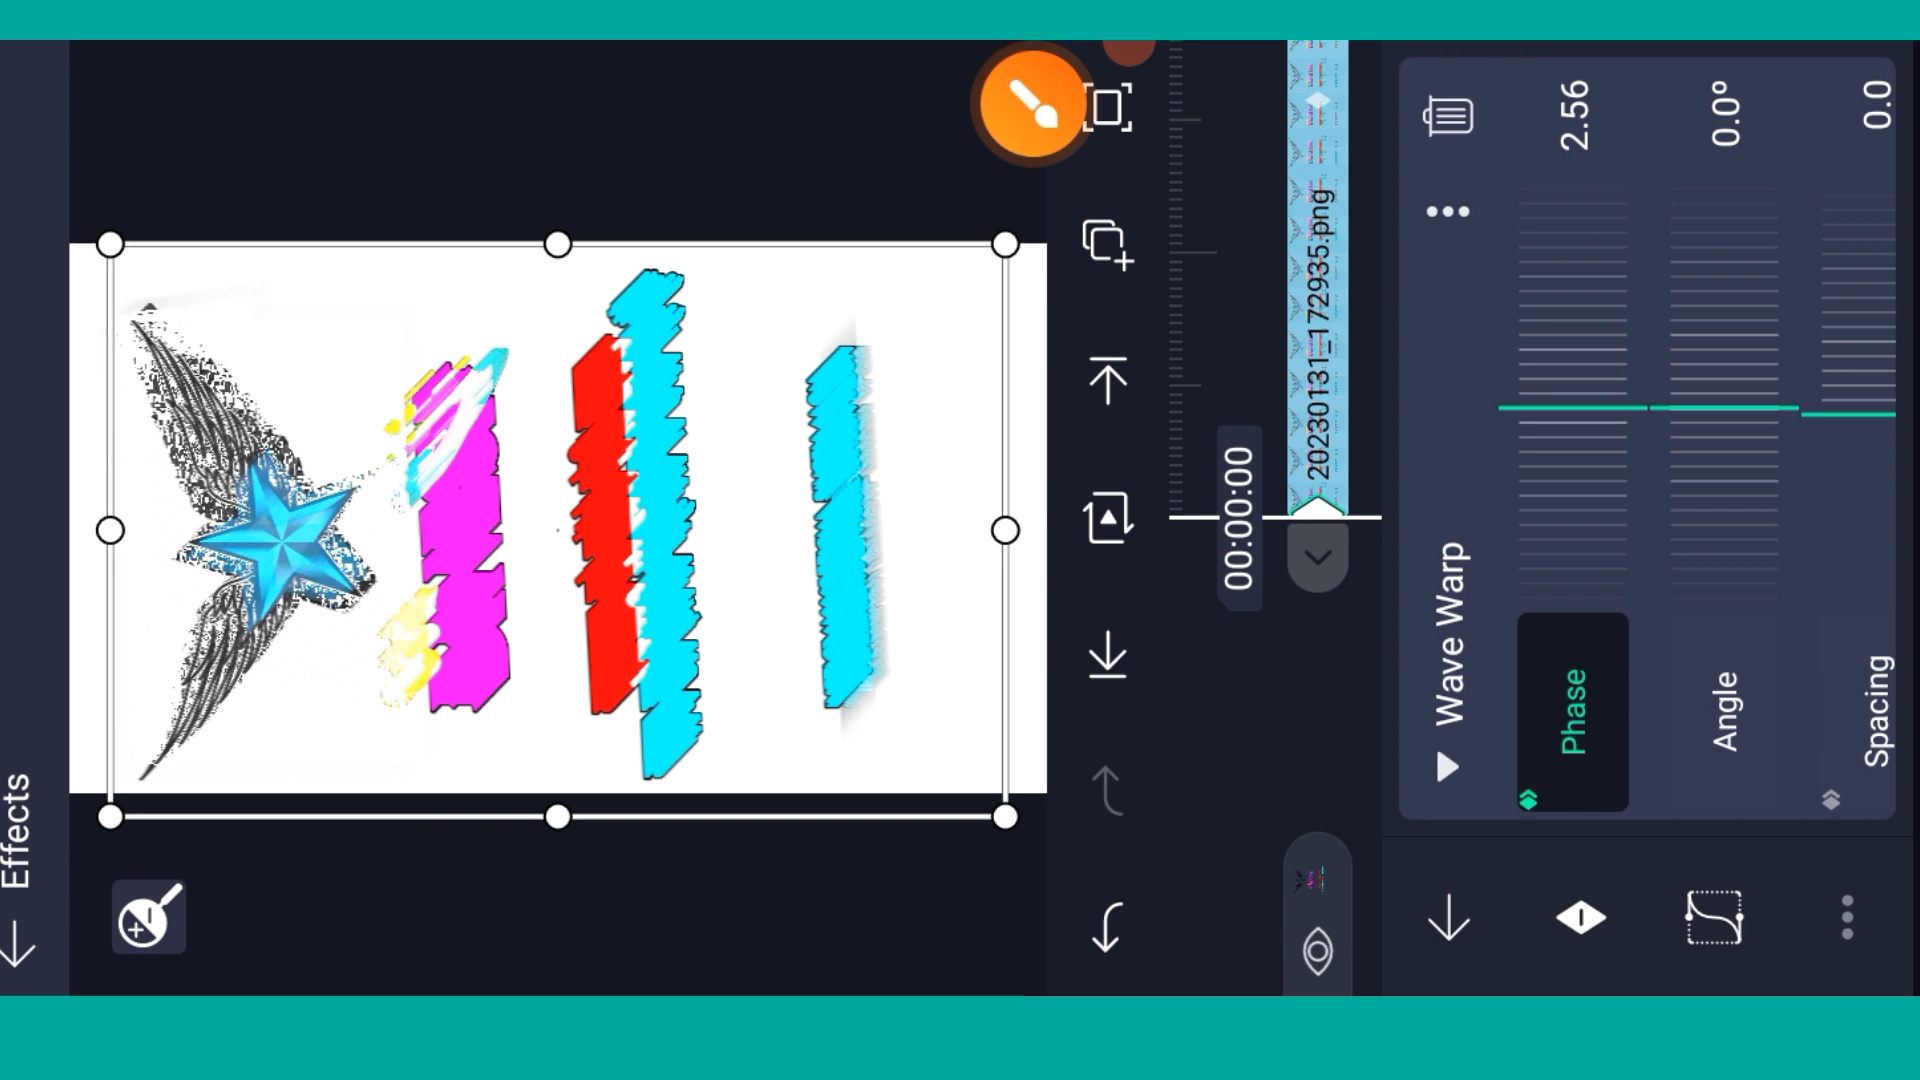 Effects
00:00:00
20230131_172935.png
Wave Warp
Phase
2.56
Angle
0.0°
Spacing
0.0